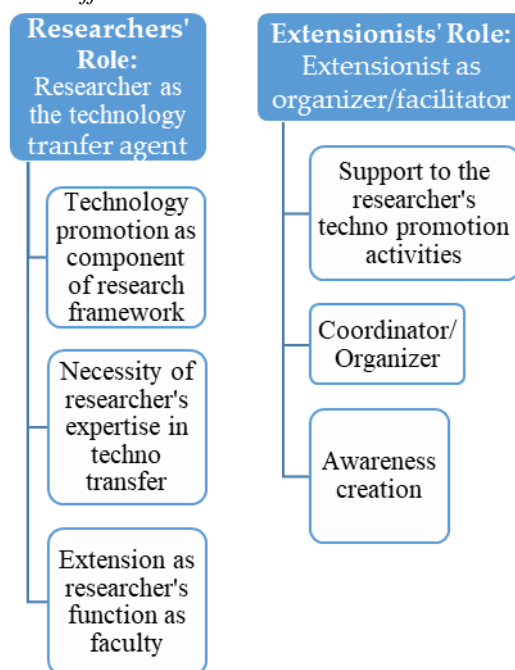 Researchers'
Role:
Researcher as
the technology
tranfer agent
Technology
promotion as
component
of research
framework
Necessity of
researcher's
expertise in
techno
transfer
Extension as
researcher's
function as
faculty
Extensionists' Role:
Extensionist as
organizer/facilitator
Support to the
researcher's
techno promotion
activities
Coordinator/
Organizer
Awareness
creation